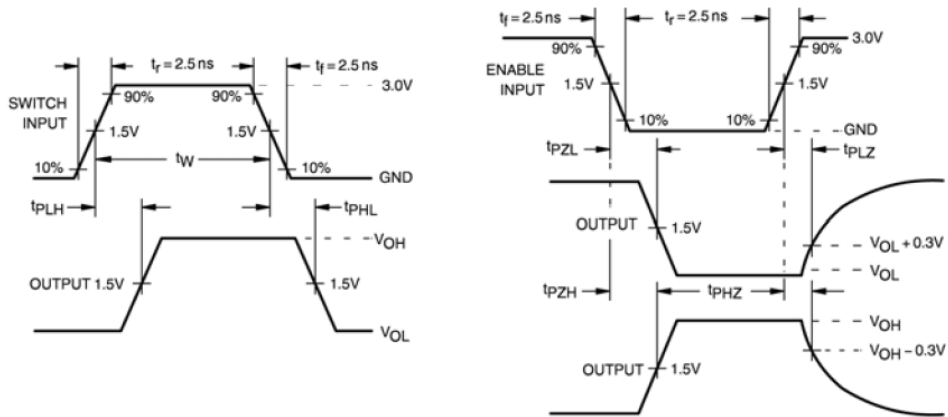 tr = 2.5 ns
tf = 2.5 ns
3.0V
SWITCH
INPUT
90%
90%
1.5V
1.5V
10%
tW
10%
GND
tPLH
tPHL
VOH
OUTPUT 1.5V
1.5V
VOL
tf = 2.5 ns
tr = 2.5 ns
3.0V
90%
90%
ENABLE
INPUT
1.5V
1.5V
10%
10%
GND
tPZL
tPLZ
OUTPUT
1.5V
VOL + 0.3V
VOL
tPZH
tPHZ
VOH
VOH – 0.3V
OUTPUT
1.5V